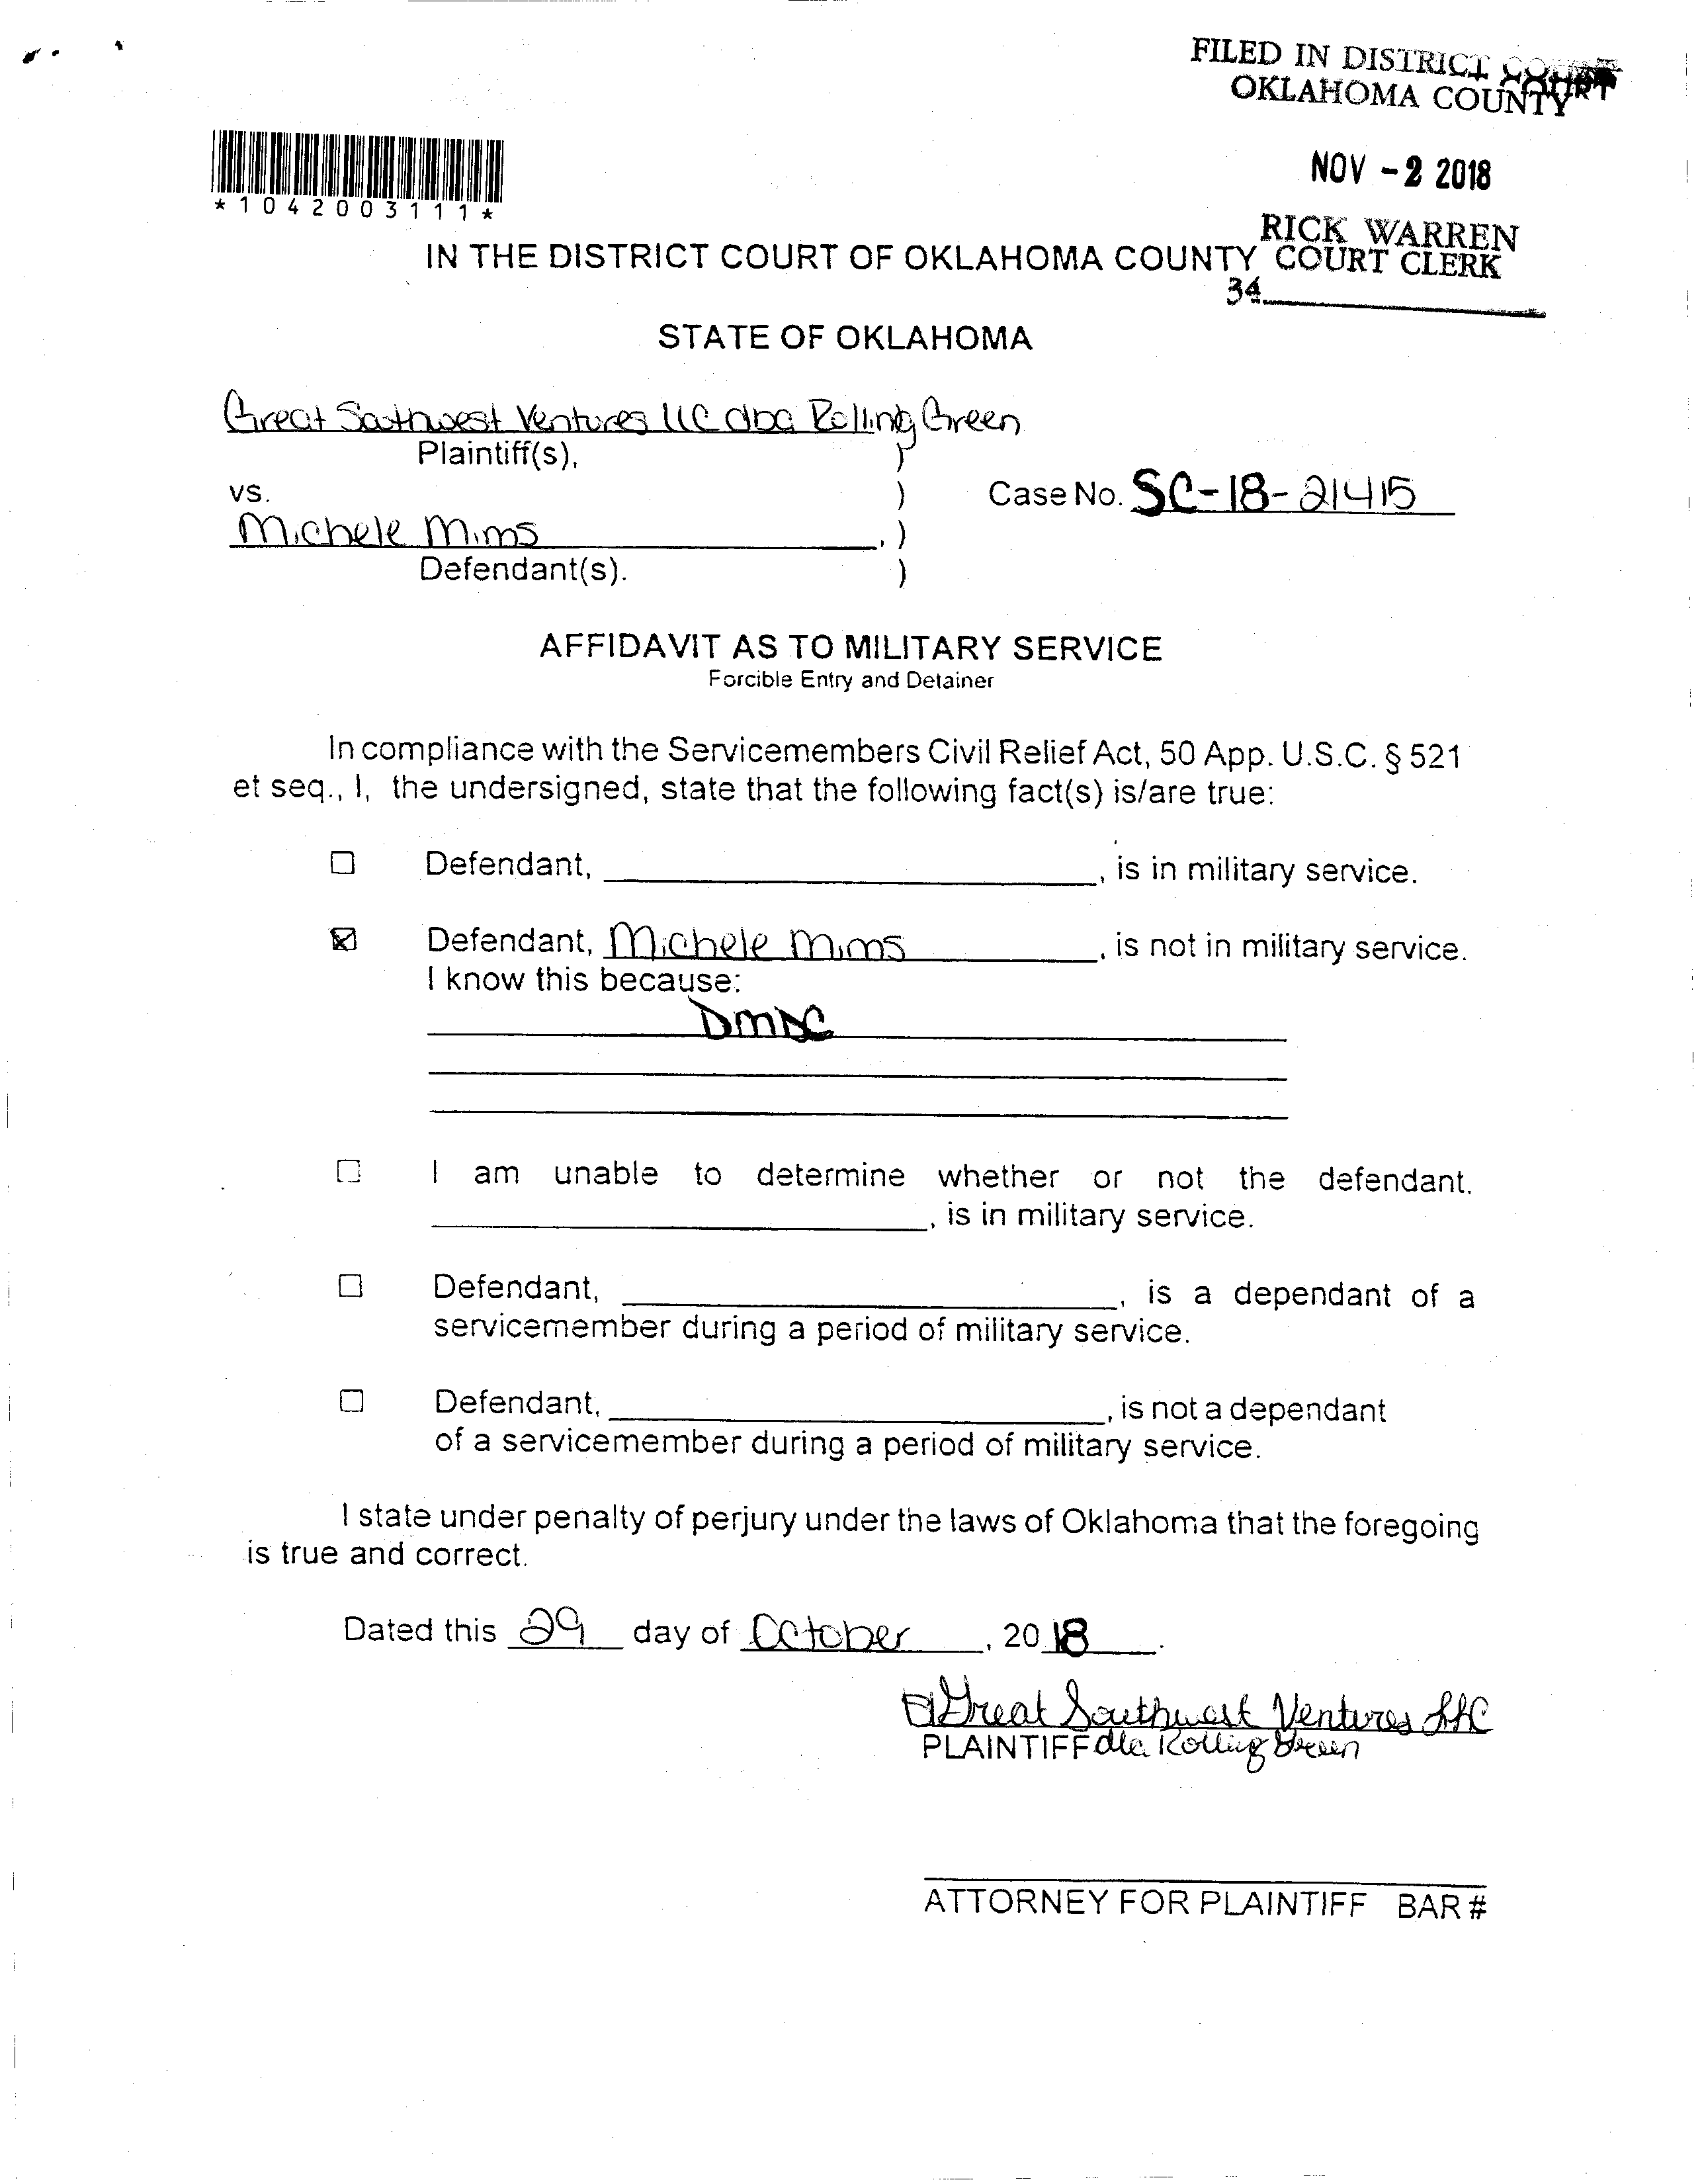 FILED IN DISTRICT COURT
OKLAHOMA COUNTY
NOV - 2 2018
*1042003111*
RICK WARREN
IN THE DISTRICT COURT OF OKLAHOMA COUNTY COURT CLERK
34
STATE OF OKLAHOMA
Great Southwest Ventures LLC dba Rolling Green
Plaintiff(s), )
vs. ) Case No. SC-18-21415
Michele Mims , )
Defendant(s). )
AFFIDAVIT AS TO MILITARY SERVICE
Forcible Entry and Detainer
In compliance with the Servicemembers Civil Relief Act, 50 App. U.S.C. § 521
et seq., I, the undersigned, state that the following fact(s) is/are true:
☐ Defendant, , is in military service.
☒ Defendant, Michele Mims , is not in military service.
I know this because:
DMDC
☐ I am unable to determine whether or not the defendant,
, is in military service.
☐ Defendant, , is a dependant of a
servicemember during a period of military service.
☐ Defendant, , is not a dependant
of a servicemember during a period of military service.
I state under penalty of perjury under the laws of Oklahoma that the foregoing
is true and correct.
Dated this 29 day of October , 2018 .
Great Southwest Ventures LLC
PLAINTIFF dba Rolling Green
ATTORNEY FOR PLAINTIFF BAR #